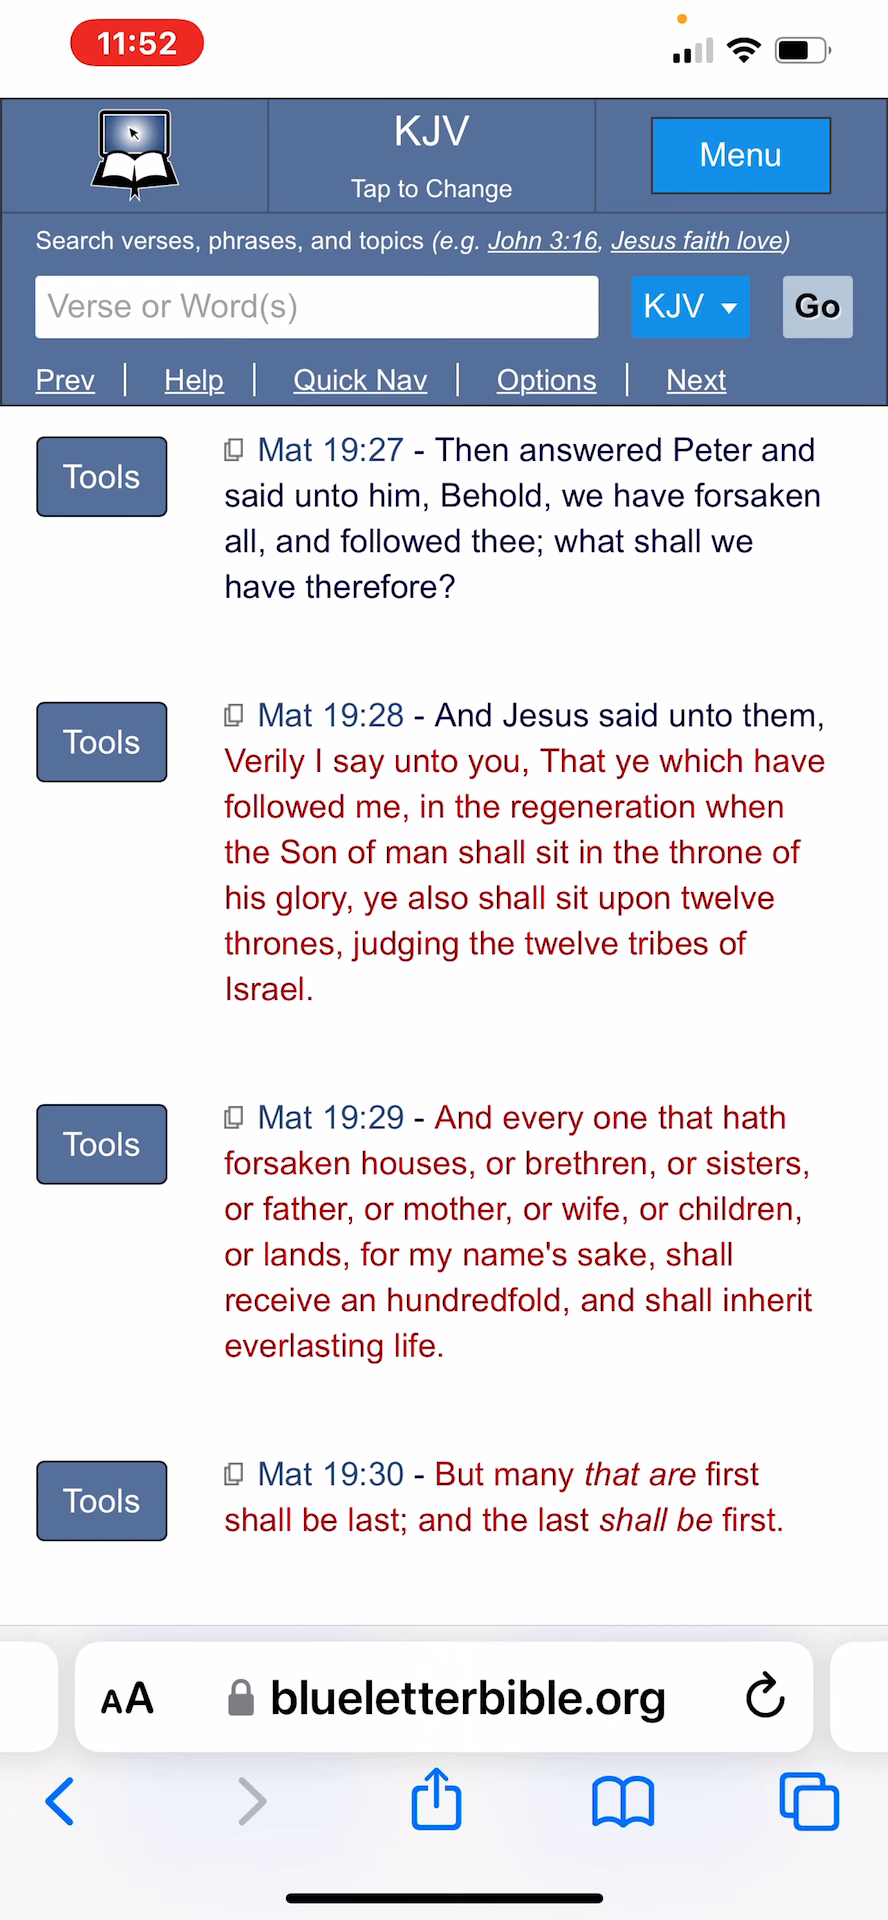 11:52
KJV
Tap to Change
Menu
Search verses, phrases, and topics (e.g. John 3:16, Jesus faith love)
Verse or Word(s)
KJV
Go
Prev | Help | Quick Nav | Options | Next
Tools
Mat 19:27 - Then answered Peter and
said unto him, Behold, we have forsaken
all, and followed thee; what shall we
have therefore?
Tools
Mat 19:28 - And Jesus said unto them,
Verily I say unto you, That ye which have
followed me, in the regeneration when
the Son of man shall sit in the throne of
his glory, ye also shall sit upon twelve
thrones, judging the twelve tribes of
Israel.
Tools
Mat 19:29 - And every one that hath
forsaken houses, or brethren, or sisters,
or father, or mother, or wife, or children,
or lands, for my name's sake, shall
receive an hundredfold, and shall inherit
everlasting life.
Tools
Mat 19:30 - But many that are first
shall be last; and the last shall be first.
AA
blueletterbible.org